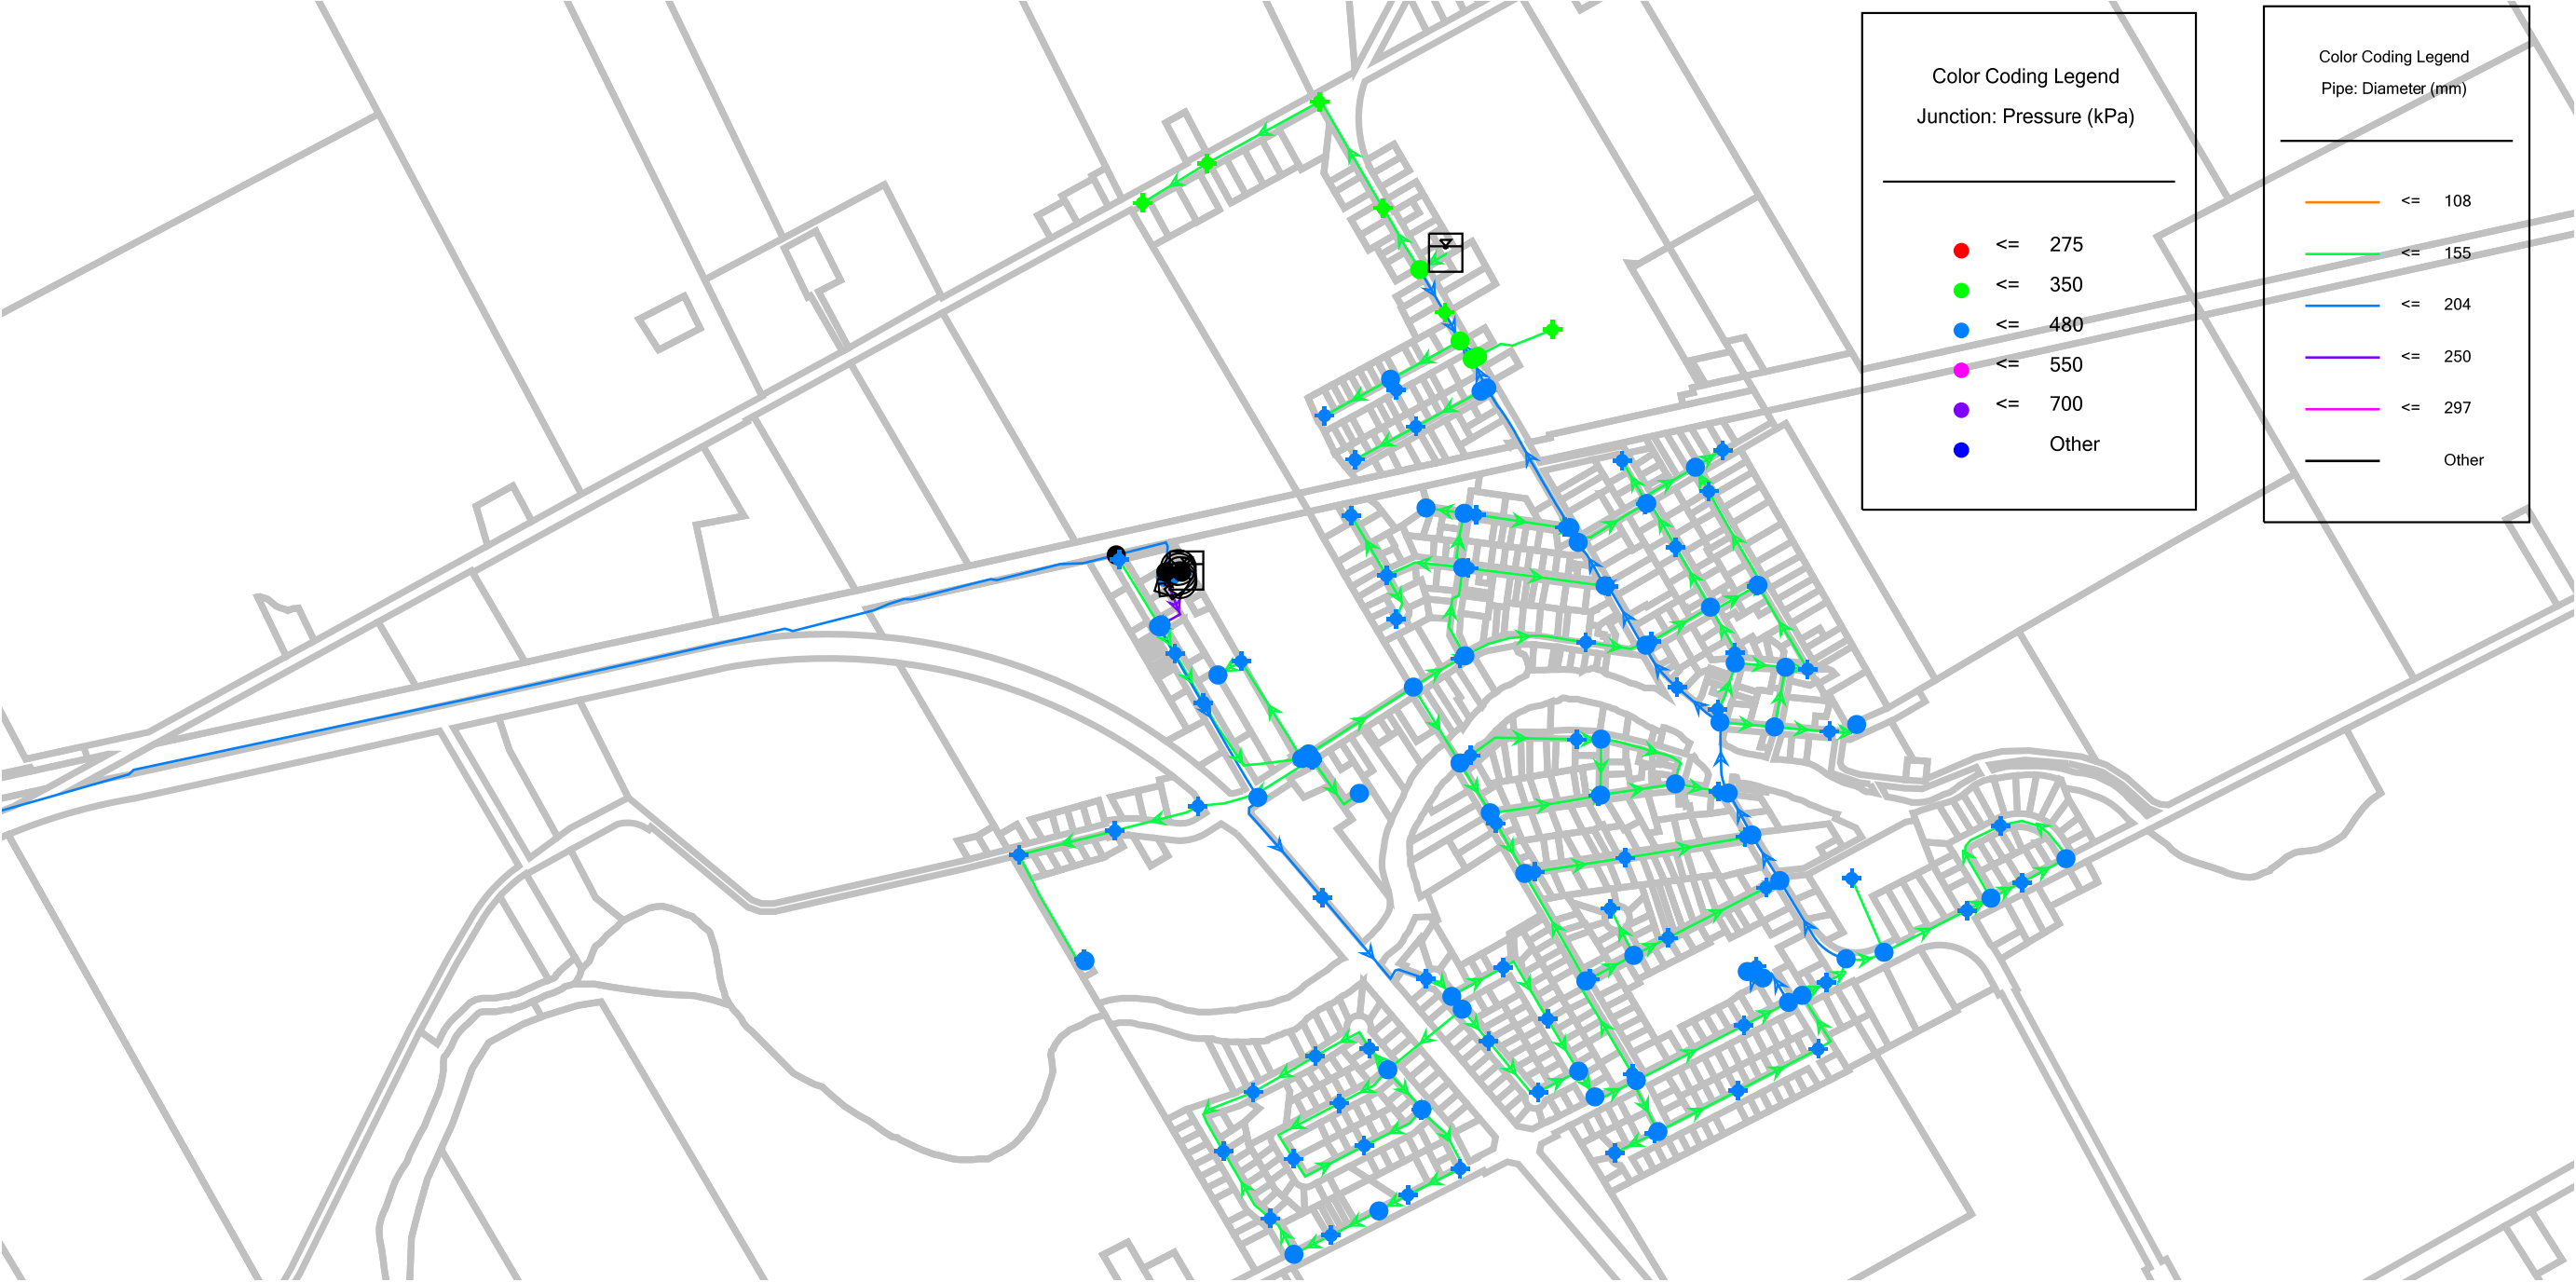 Color Coding Legend
Junction: Pressure (kPa)
<= 275
<= 350
<= 480
<= 550
<= 700
Other
Color Coding Legend
Pipe: Diameter (mm)
<= 108
<= 155
<= 204
<= 250
<= 297
Other